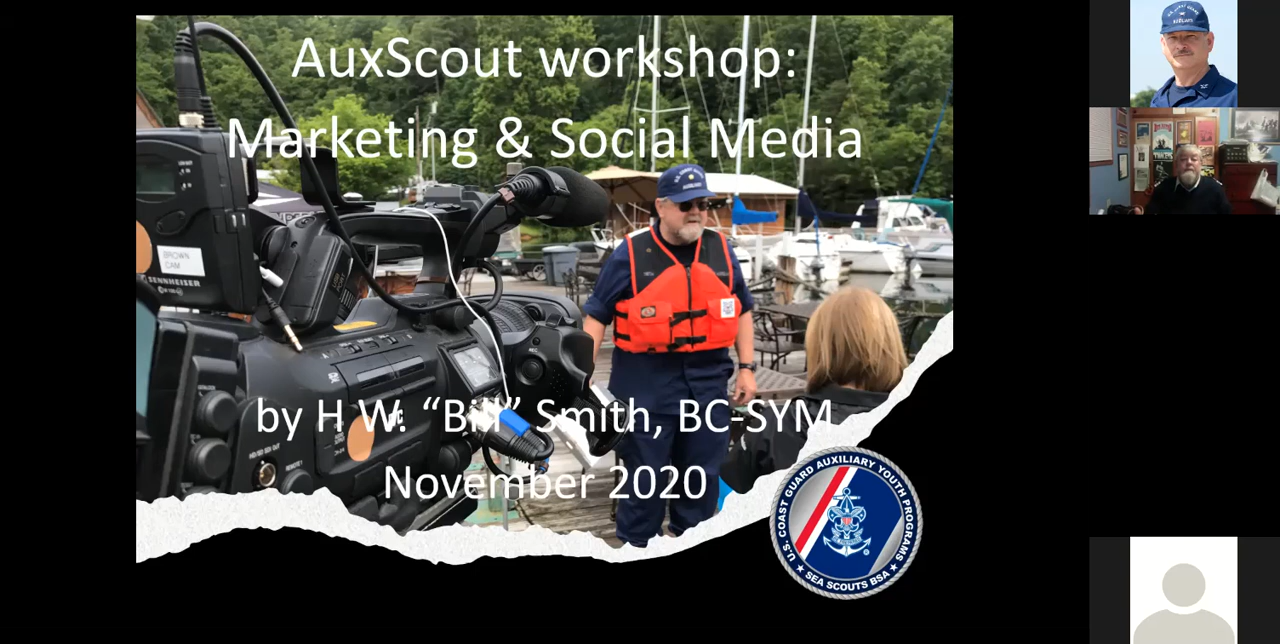 AuxScout workshop:
Marketing & Social Media
BROWN
CAM
SENNHEISER
by H W. “Bill” Smith, BC-SYM
November 2020
U.S. COAST GUARD AUXILIARY YOUTH PROGRAMS
★ SEA SCOUTS BSA ★